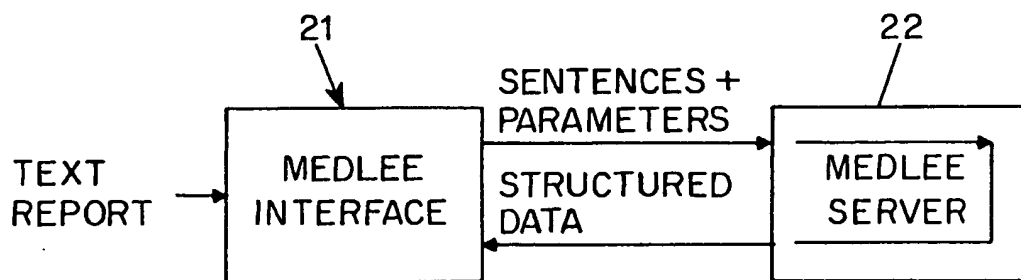 21
22
TEXT
REPORT
MEDLEE
INTERFACE
SENTENCES +
PARAMETERS
STRUCTURED
DATA
MEDLEE
SERVER